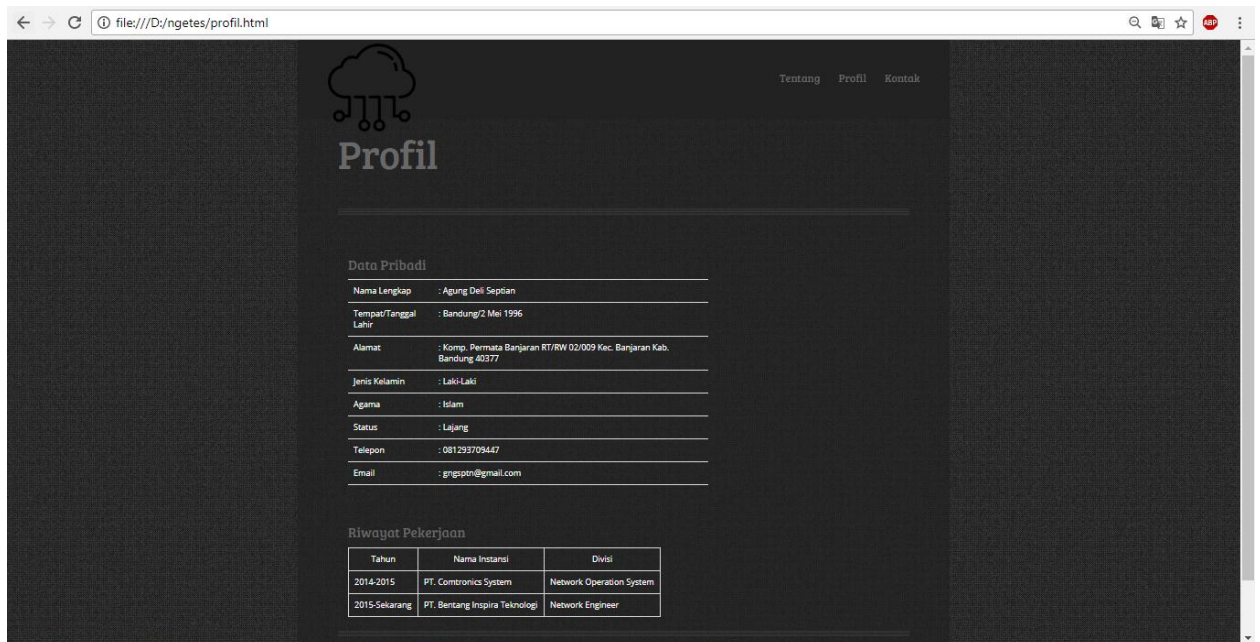 file:///D:/ngetes/profil.html
ABP
Tentang Profil Kontak
Profil
Data Pribadi
Nama Lengkap : Agung Deli Septian
Tempat/Tanggal : Bandung/2 Mei 1996
Lahir
Alamat : Komp. Permata Banjaran RT/RW 02/009 Kec. Banjaran Kab.
Bandung 40377
Jenis Kelamin : Laki-Laki
Agama : Islam
Status : Lajang
Telepon : 081293709447
Email : gngsptn@gmail.com
Riwayat Pekerjaan
Tahun Nama Instansi Divisi
2014-2015 PT. Comtronics System Network Operation System
2015-Sekarang PT. Bentang Inspira Teknologi Network Engineer